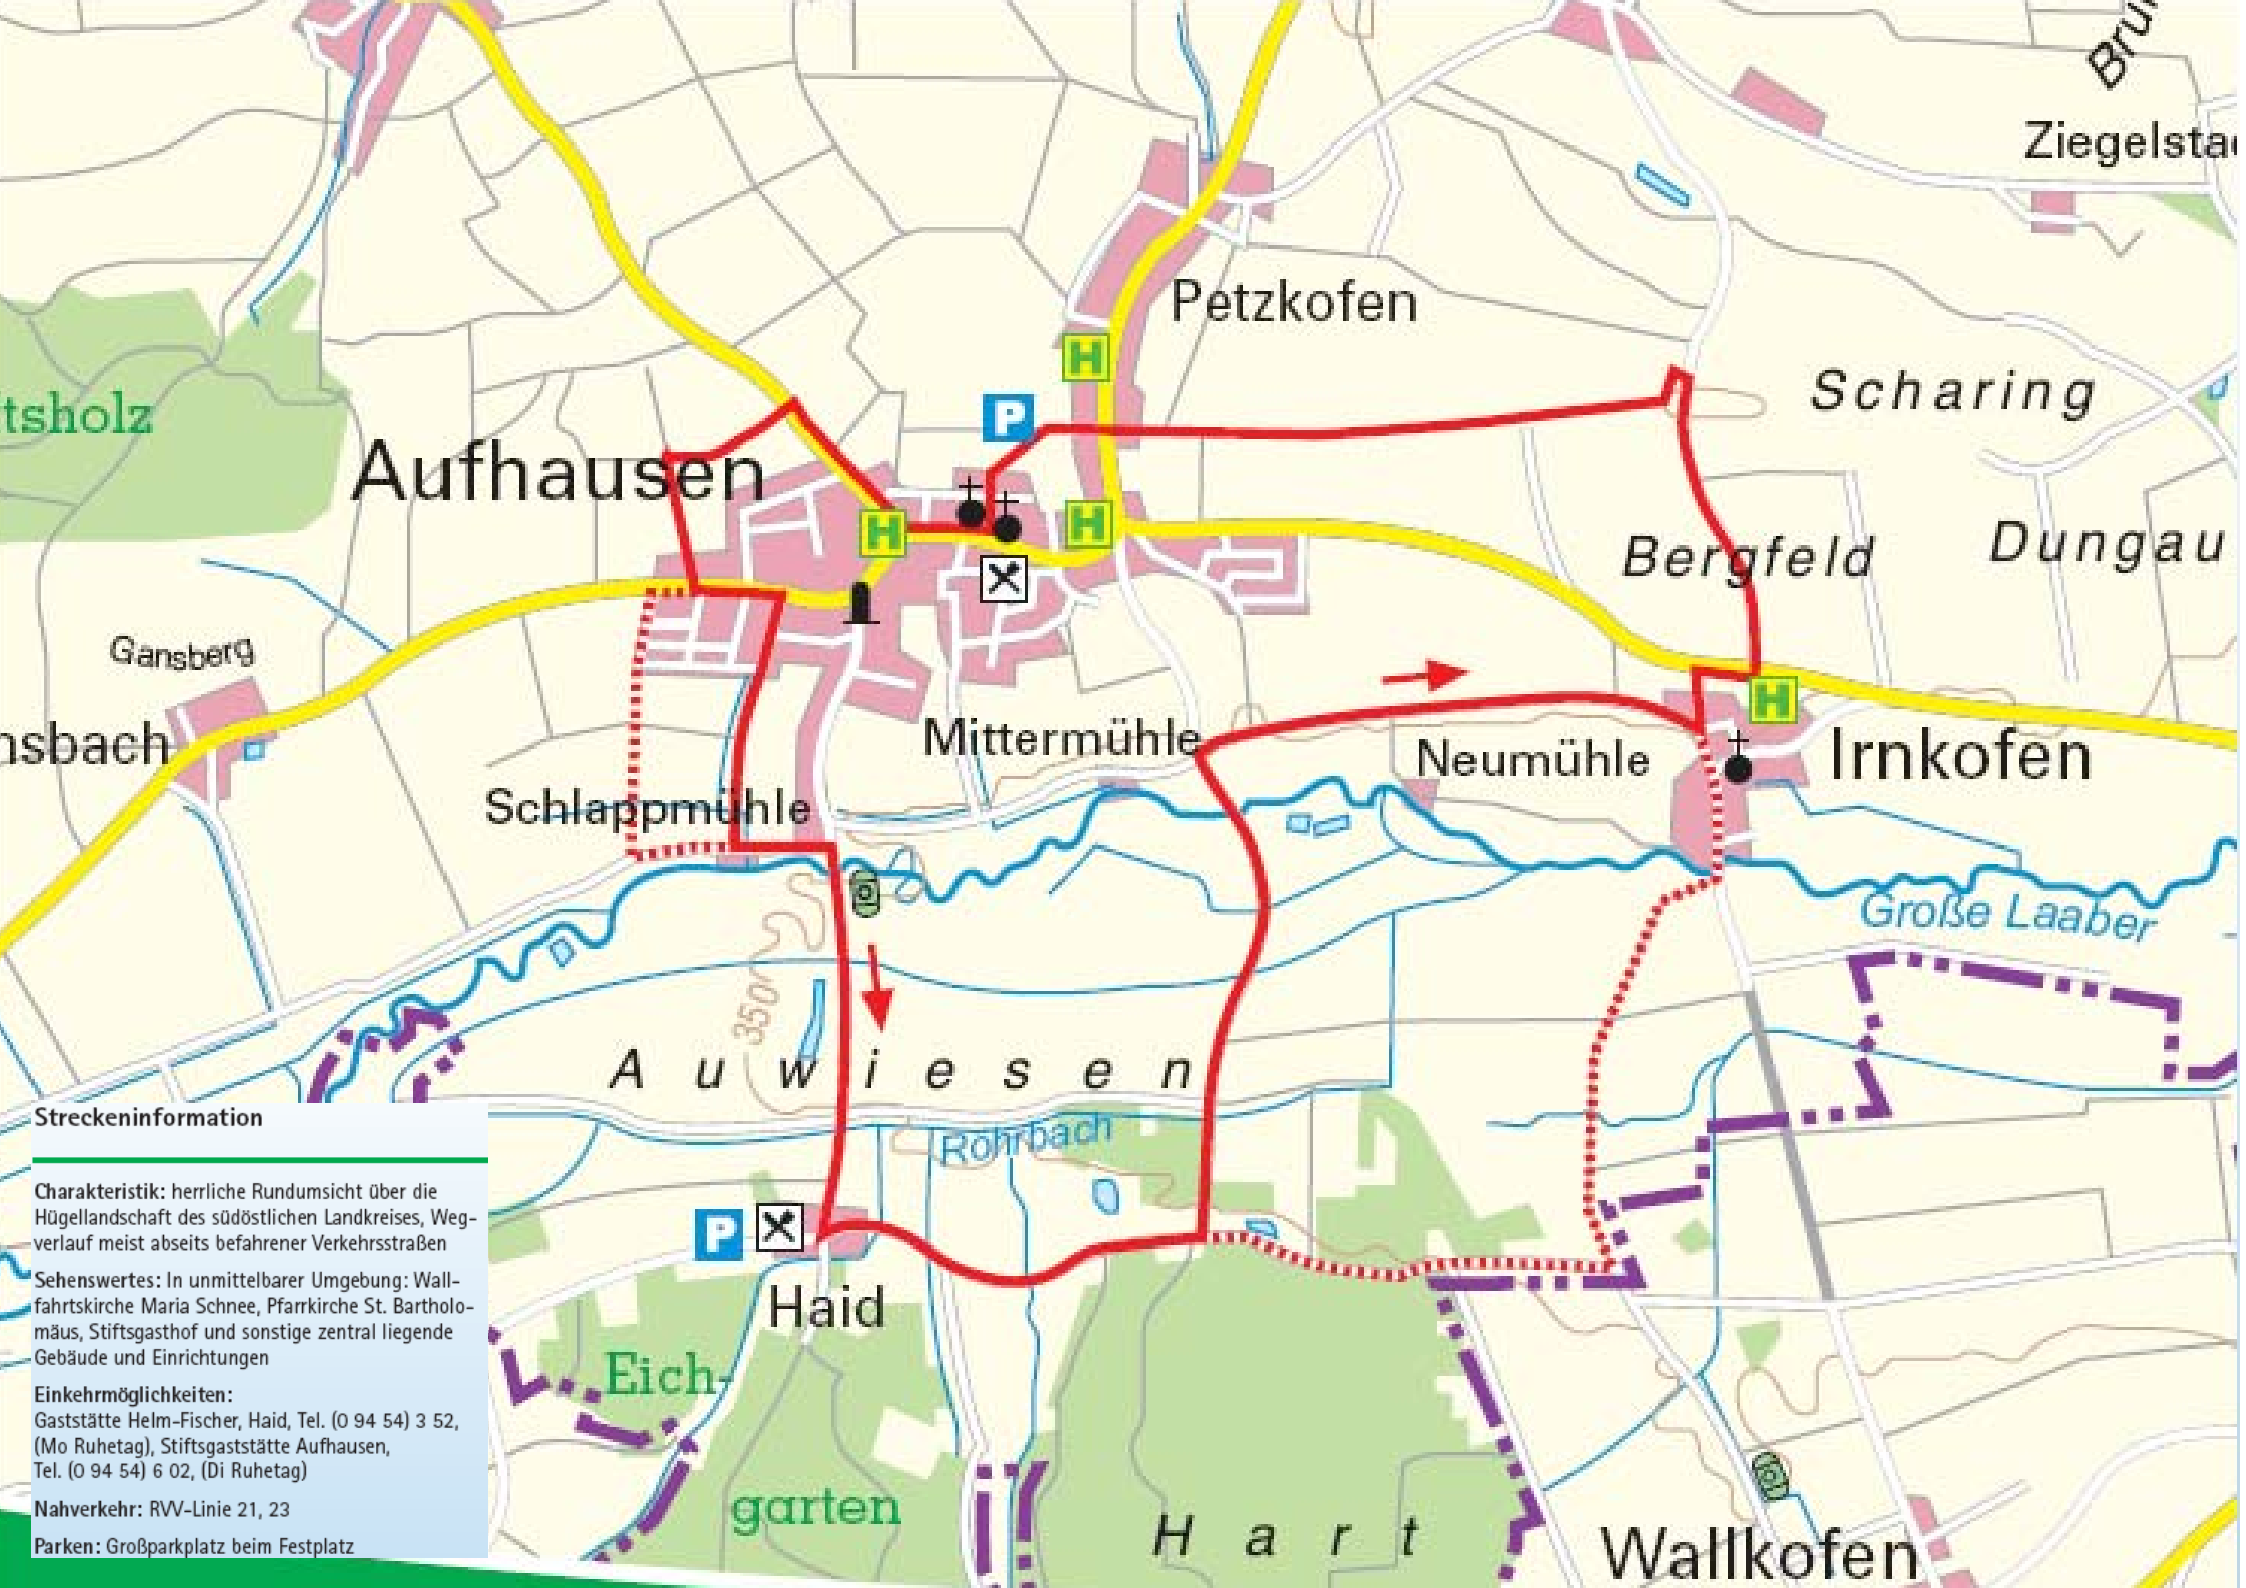 Bru
Ziegelsta
Petzkofen
H
Scharing
tsholz
P
Aufhausen
H
H
Bergfeld
Dungau
Gansberg
H
nsbach
Mittermühle
Neumühle
Irnkofen
Schlappmühle
Große Laaber
350
Auwiesen
Rohrbach
P
Haid
Eich-
garten
Hart
Wallkofen
Streckeninformation
Charakteristik: herrliche Rundumsicht über die
Hügellandschaft des südöstlichen Landkreises, Weg-
verlauf meist abseits befahrener Verkehrsstraßen
Sehenswertes: In unmittelbarer Umgebung: Wall-
fahrtskirche Maria Schnee, Pfarrkirche St. Bartholo-
mäus, Stiftsgasthof und sonstige zentral liegende
Gebäude und Einrichtungen
Einkehrmöglichkeiten:
Gaststätte Helm-Fischer, Haid, Tel. (0 94 54) 3 52,
(Mo Ruhetag), Stiftsgaststätte Aufhausen,
Tel. (0 94 54) 6 02, (Di Ruhetag)
Nahverkehr: RVV-Linie 21, 23
Parken: Großparkplatz beim Festplatz